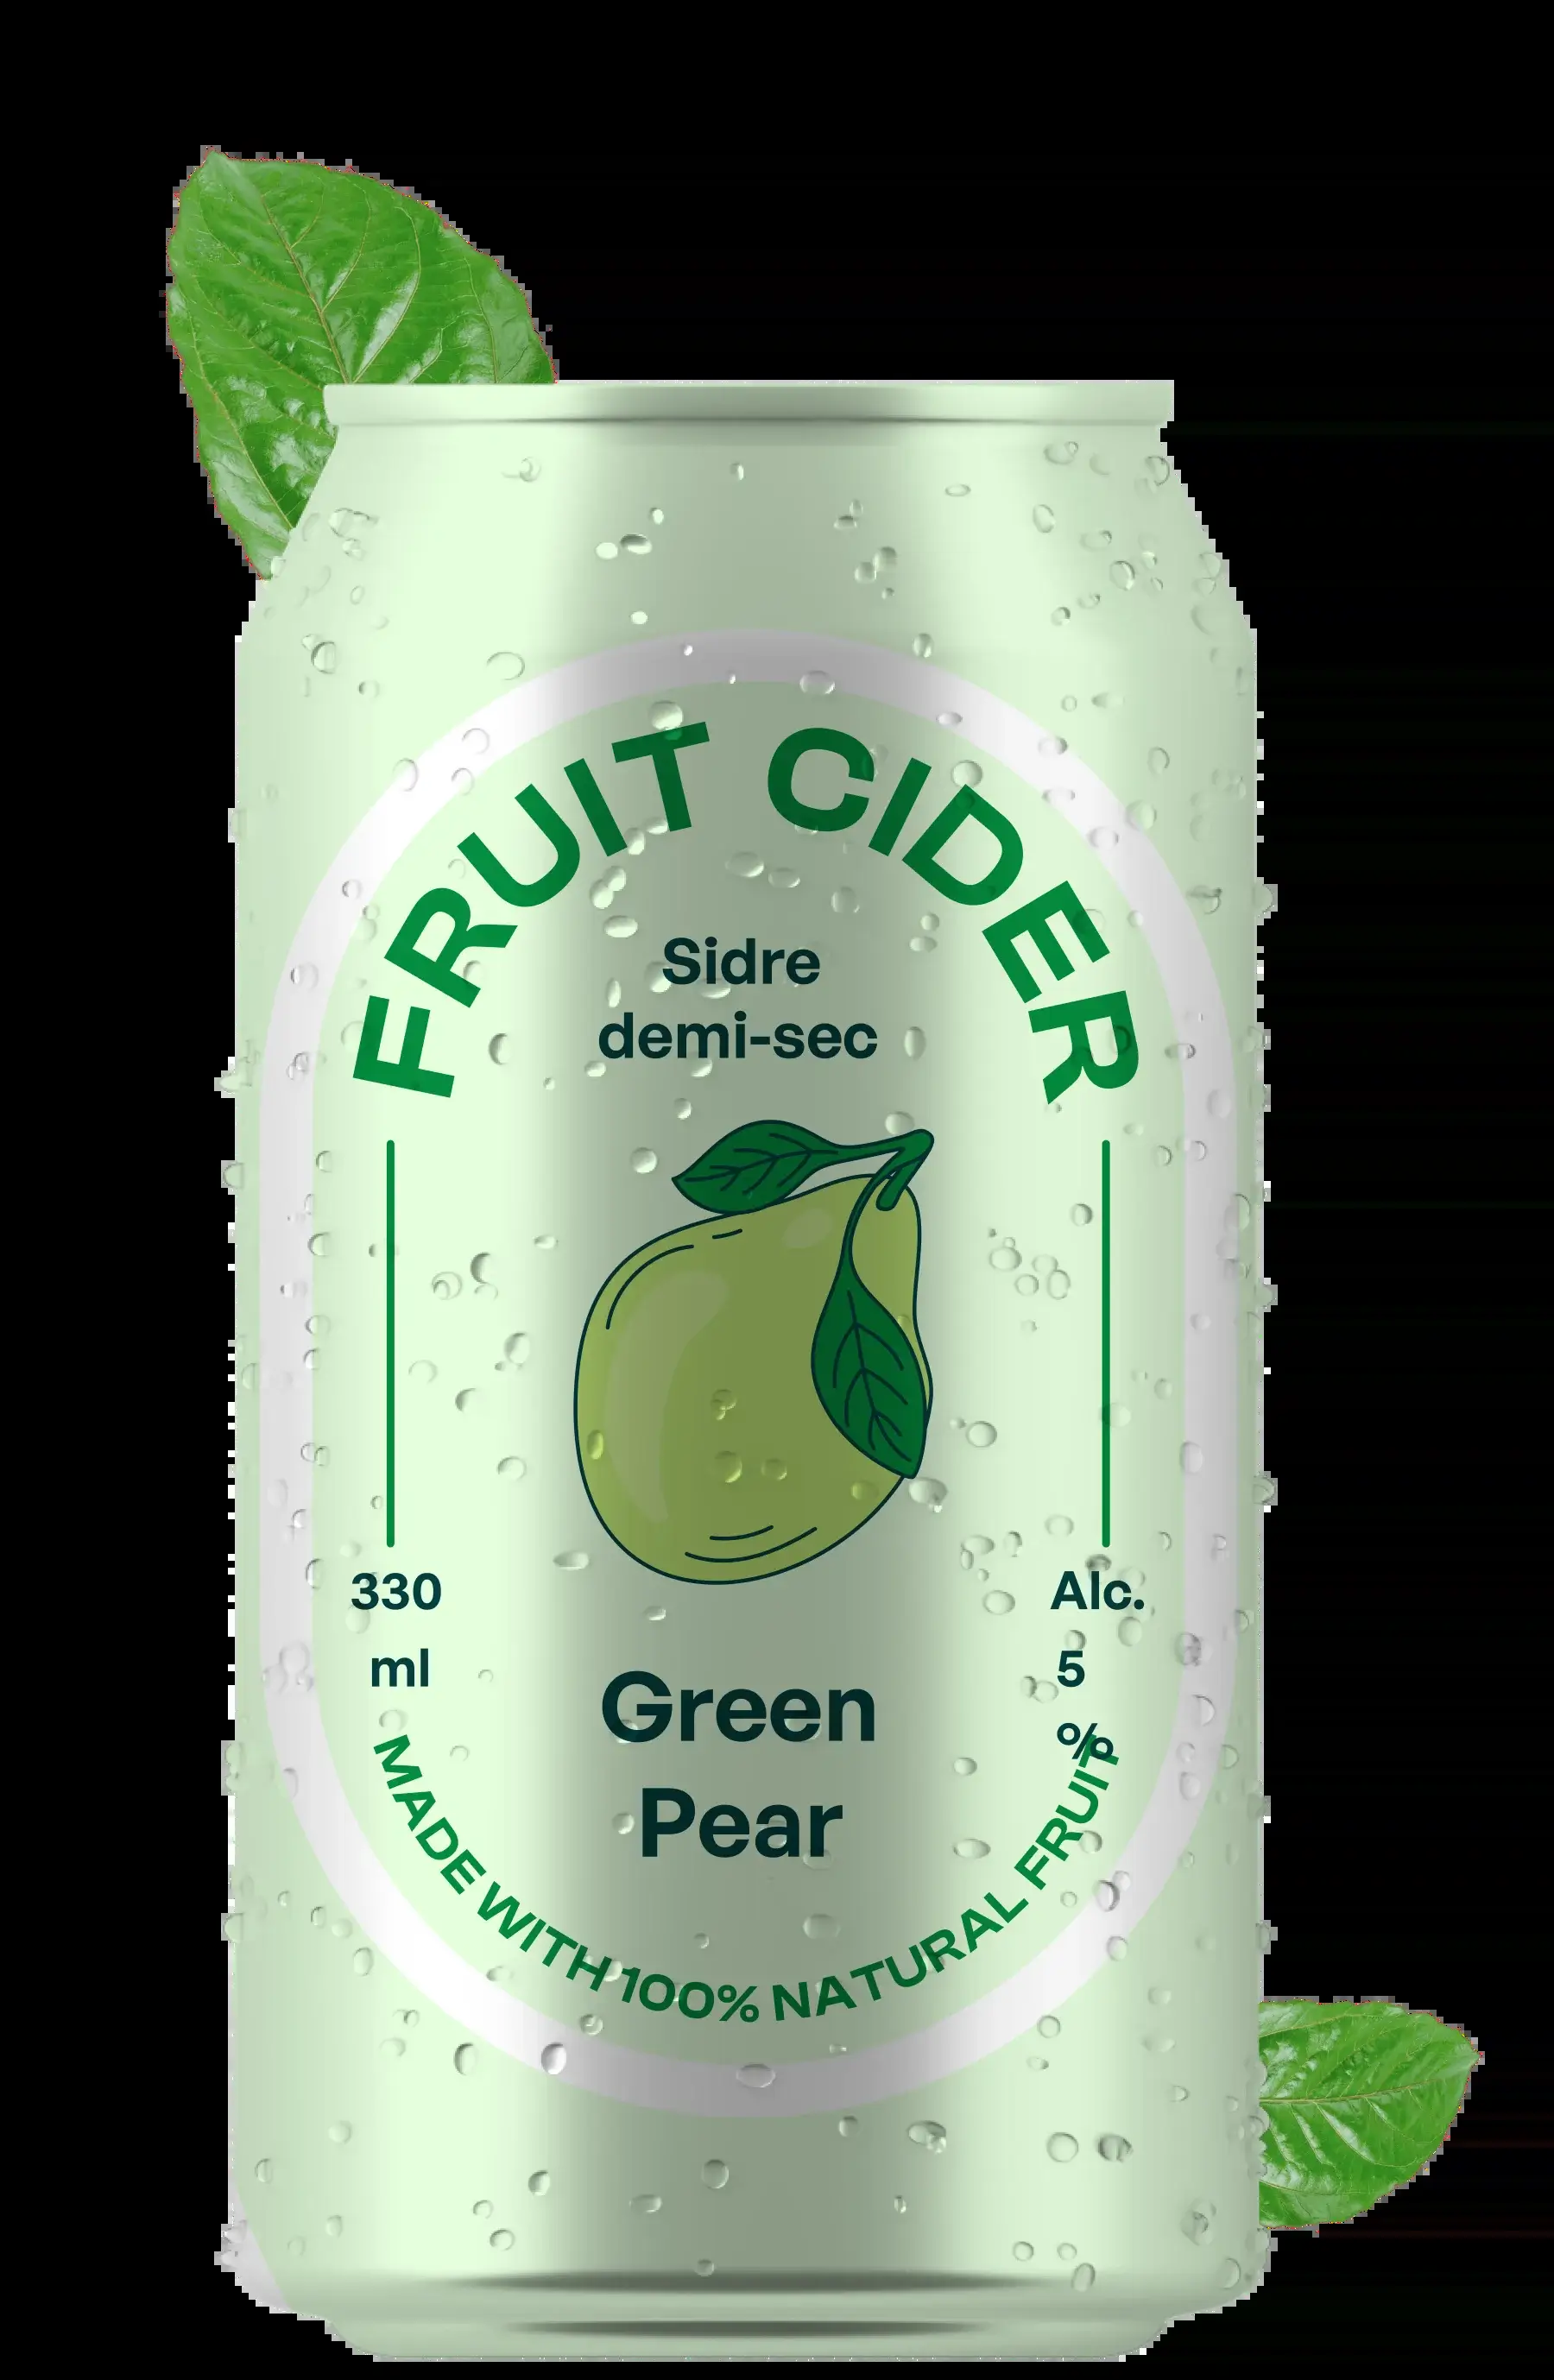 FRUIT CIDER
Sidre
demi-sec
330
ml
Alc.
5
%
Green
Pear
MADE WITH 100% NATURAL FRUIT